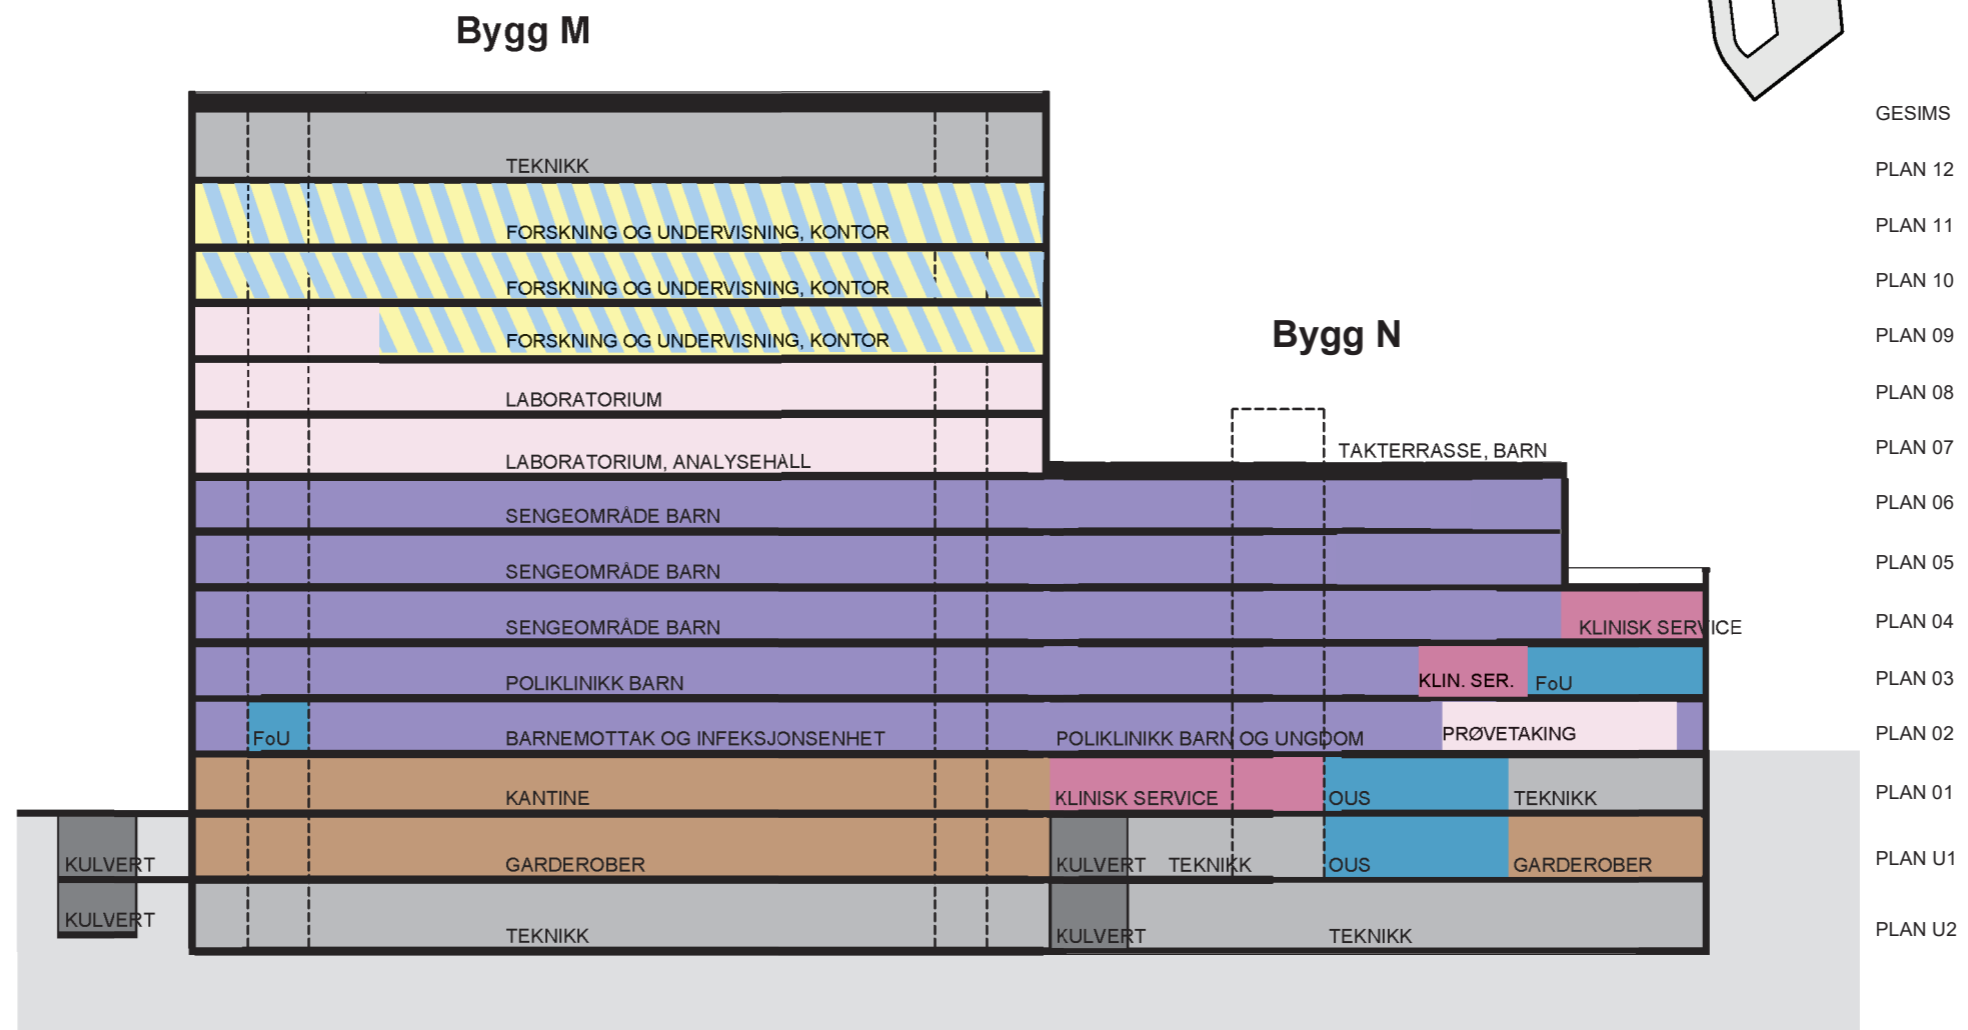 Bygg M
GESIMS
TEKNIKK
PLAN 12
FORSKNING OG UNDERVISNING, KONTOR
PLAN 11
FORSKNING OG UNDERVISNING, KONTOR
PLAN 10
Bygg N
FORSKNING OG UNDERVISNING, KONTOR
PLAN 09
LABORATORIUM
PLAN 08
LABORATORIUM, ANALYSEHALL
TAKTERRASSE, BARN
PLAN 07
SENGEOMRÅDE BARN
PLAN 06
SENGEOMRÅDE BARN
PLAN 05
SENGEOMRÅDE BARN
KLINISK SERVICE
PLAN 04
POLIKLINIKK BARN
KLIN. SER.
FoU
PLAN 03
FoU
BARNEMOTTAK OG INFEKSJONSENHET
POLIKLINIKK BARN OG UNGDOM
PRØVETAKING
PLAN 02
KANTINE
KLINISK SERVICE
OUS
TEKNIKK
PLAN 01
KULVERT
GARDEROBER
KULVERT
TEKNIKK
OUS
GARDEROBER
PLAN U1
KULVERT
TEKNIKK
KULVERT
TEKNIKK
PLAN U2